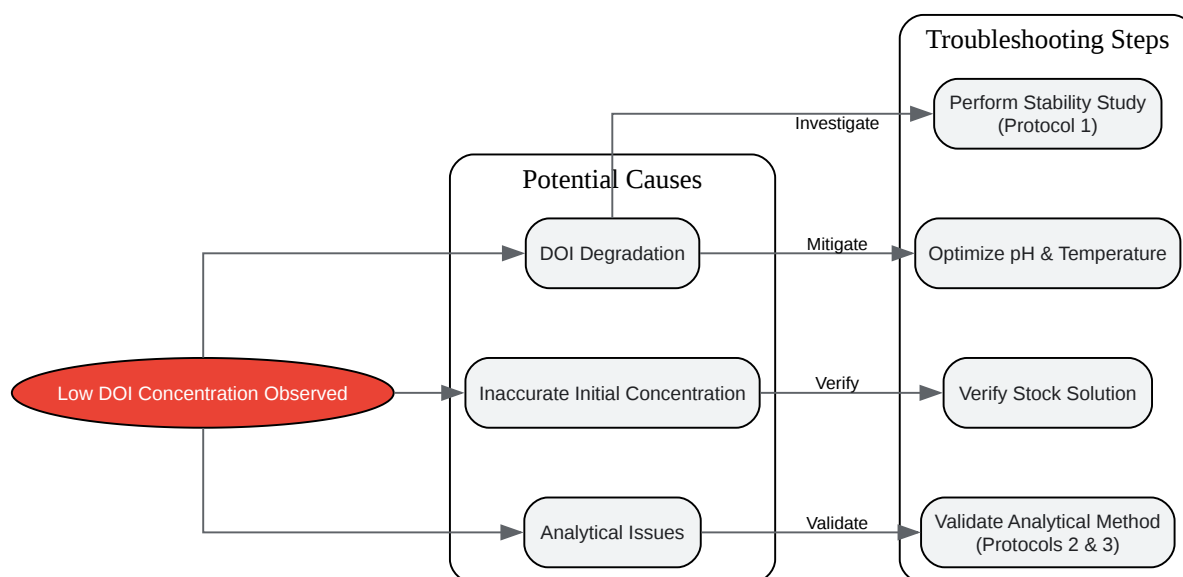 Troubleshooting Steps
Perform Stability Study
(Protocol 1)
Investigate
Potential Causes
DOI Degradation
Mitigate
Optimize pH & Temperature
Low DOI Concentration Observed
Inaccurate Initial Concentration
Verify
Verify Stock Solution
Analytical Issues
Validate
Validate Analytical Method
(Protocols 2 & 3)